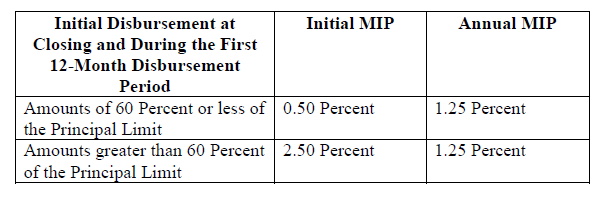 Initial Disbursement at
Closing and During the First
12-Month Disbursement
Period
Initial MIP
Annual MIP
Amounts of 60 Percent or less of
the Principal Limit
0.50 Percent
1.25 Percent
Amounts greater than 60 Percent
of the Principal Limit
2.50 Percent
1.25 Percent